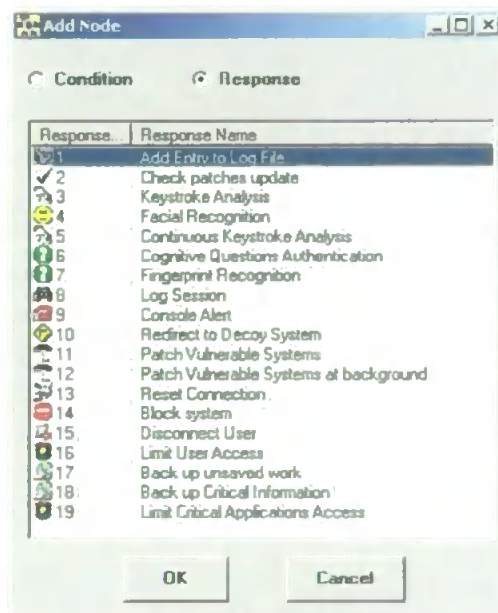 Add Node
Condition Response
Response... Response Name
1 Add Entry to Log File
2 Check patches update
3 Keystroke Analysis
4 Facial Recognition
5 Continuous Keystroke Analysis
6 Cognitive Questions Authentication
7 Fingerprint Recognition
8 Log Session
9 Console Alert
10 Redirect to Decoy System
11 Patch Vulnerable Systems
12 Patch Vulnerable Systems at background
13 Reset Connection
14 Block system
15 Disconnect User
16 Limit User Access
17 Back up unsaved work
18 Back up Critical Information
19 Limit Critical Applications Access
OK Cancel